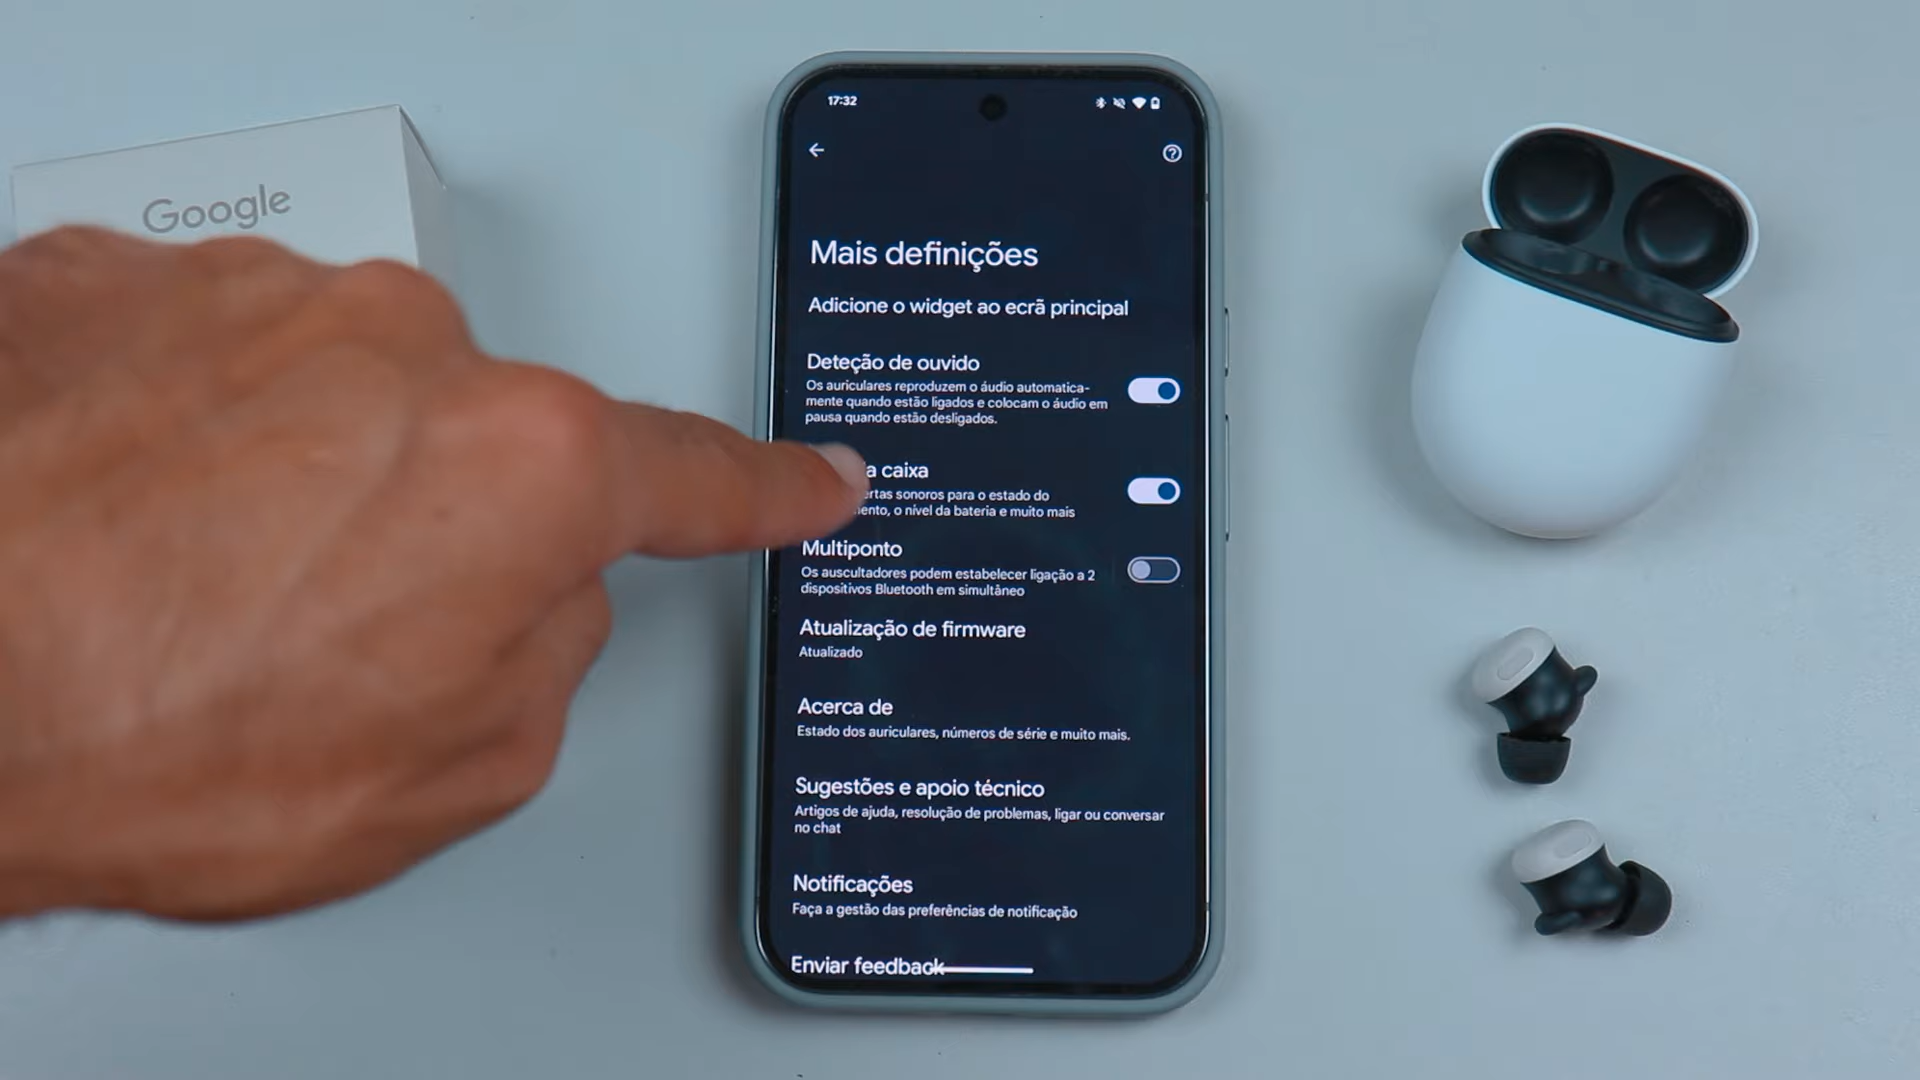 Google
17:32
Mais definições
Adicione o widget ao ecrã principal
Deteção de ouvido
Os auriculares reproduzem o áudio automatica-
mente quando estão ligados e colocam o áudio em
pausa quando estão desligados.
caixa
sonoros para o estado do
o nível da bateria e muito mais
Multiponto
Os auscultadores podem estabelecer ligação a 2
dispositivos Bluetooth em simultâneo
Atualização de firmware
Atualizado
Acerca de
Estado dos auriculares, números de série e muito mais.
Sugestões e apoio técnico
Artigos de ajuda, resolução de problemas, ligar ou conversar
no chat
Notificações
Faça a gestão das preferências de notificação
Enviar feedback